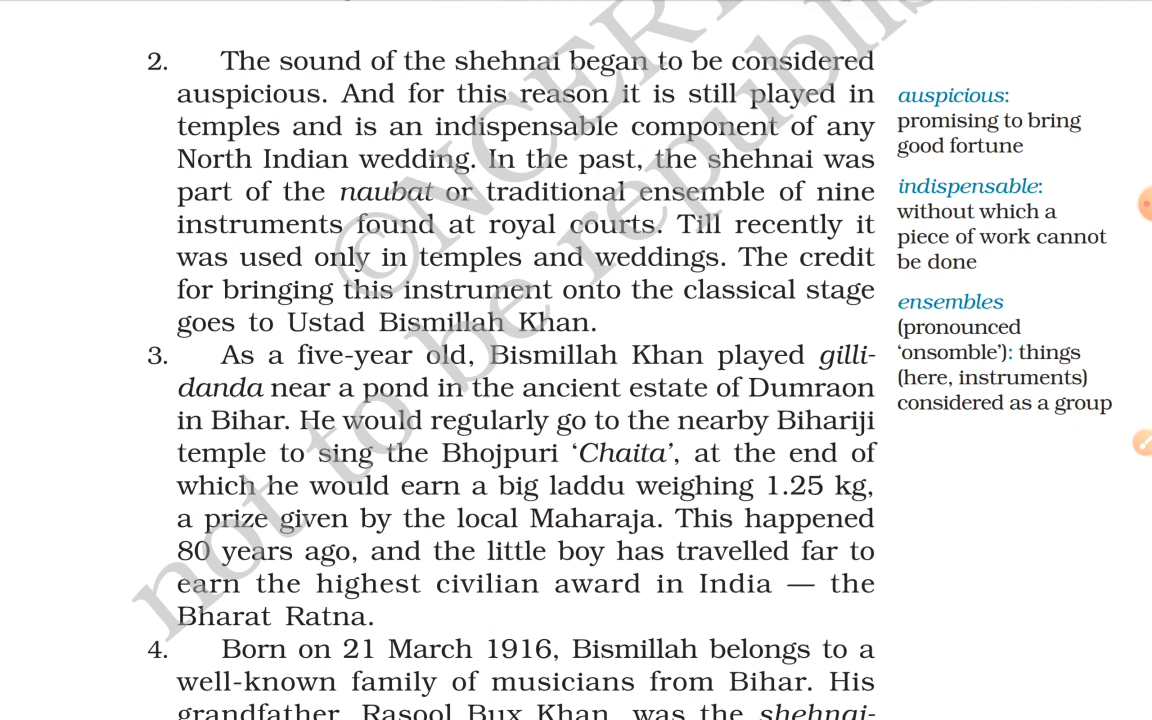 2. The sound of the shehnai began to be considered
auspicious. And for this reason it is still played in
temples and is an indispensable component of any
North Indian wedding. In the past, the shehnai was
part of the naubat or traditional ensemble of nine
instruments found at royal courts. Till recently it
was used only in temples and weddings. The credit
for bringing this instrument onto the classical stage
goes to Ustad Bismillah Khan.
3. As a five-year old, Bismillah Khan played gilli-
danda near a pond in the ancient estate of Dumraon
in Bihar. He would regularly go to the nearby Bihariji
temple to sing the Bhojpuri ‘Chaita’, at the end of
which he would earn a big laddu weighing 1.25 kg,
a prize given by the local Maharaja. This happened
80 years ago, and the little boy has travelled far to
earn the highest civilian award in India — the
Bharat Ratna.
4. Born on 21 March 1916, Bismillah belongs to a
well-known family of musicians from Bihar. His
grandfather, Rasool Bux Khan, was the shehnai-
auspicious:
promising to bring
good fortune
indispensable:
without which a
piece of work cannot
be done
ensembles
(pronounced
‘onsomble’): things
(here, instruments)
considered as a group
©NCERT
not to be republis